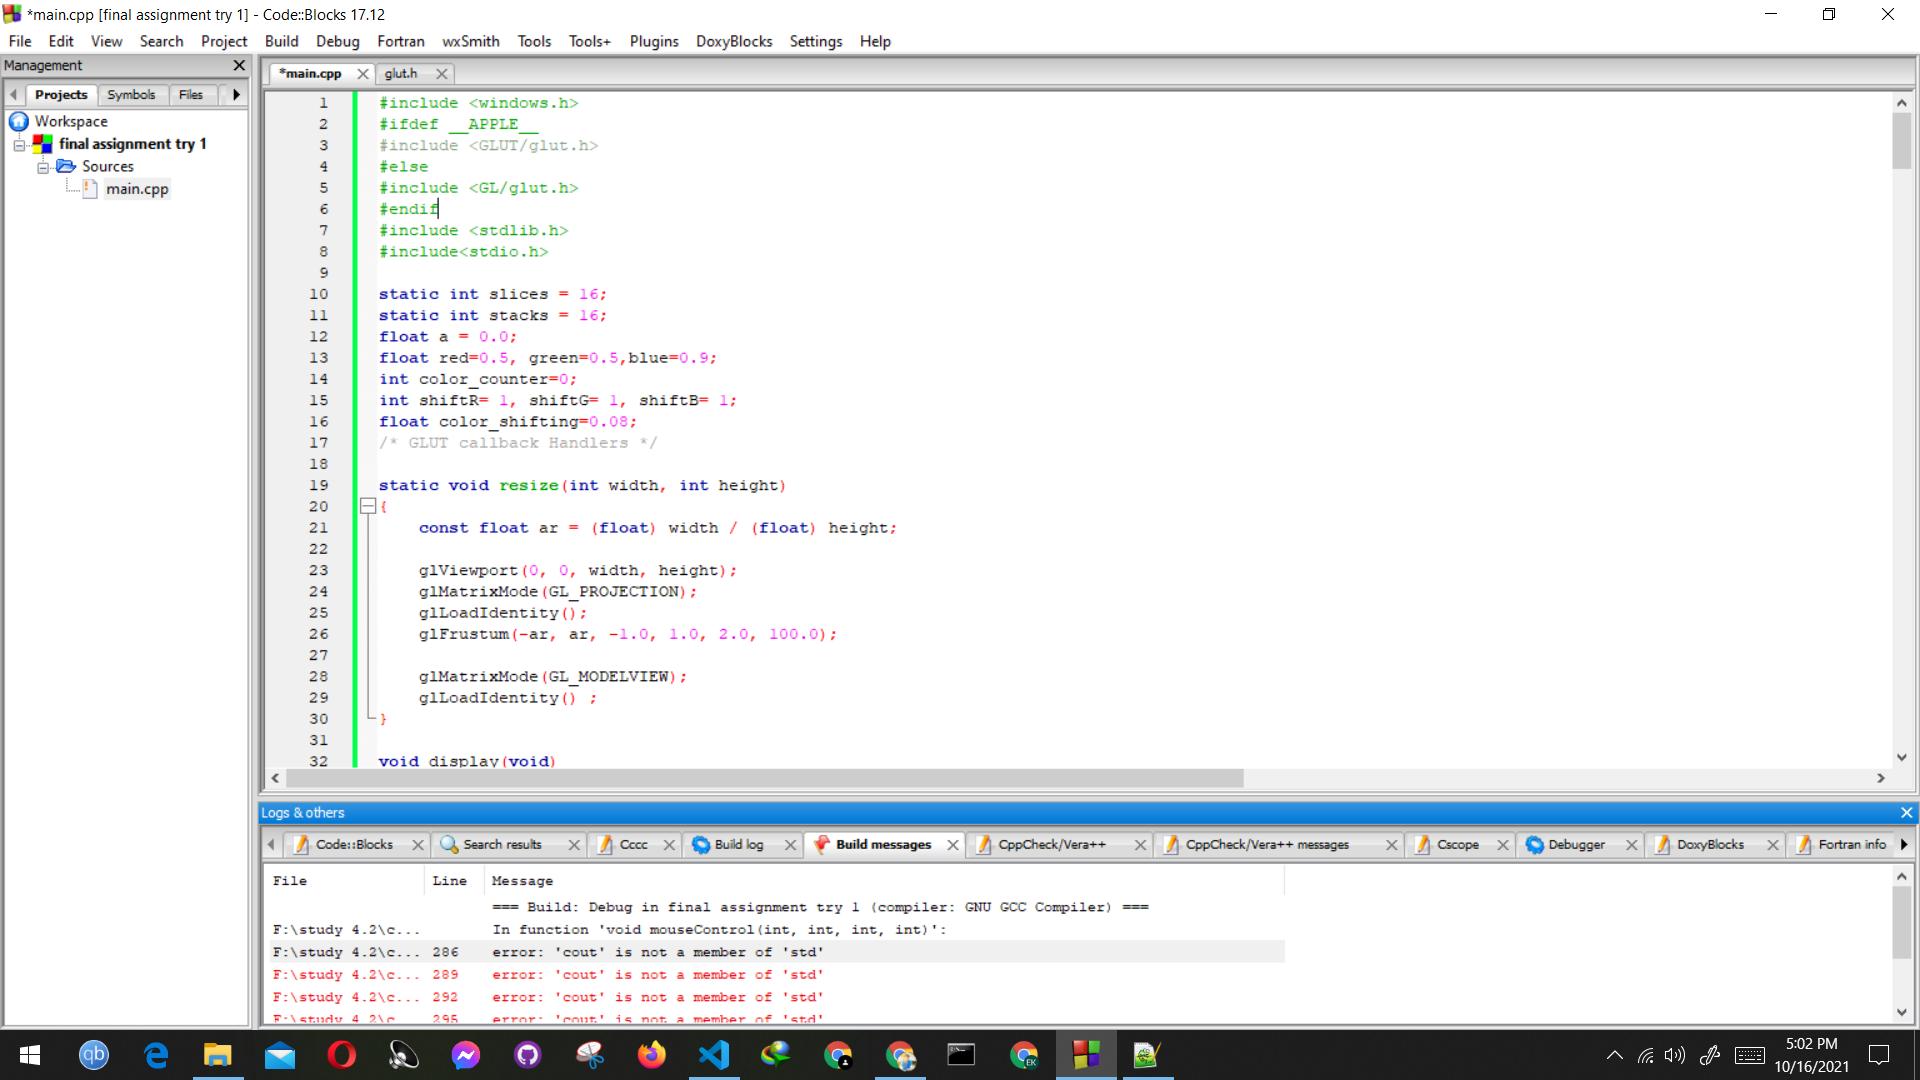 *main.cpp [final assignment try 1] - Code::Blocks 17.12
File Edit View Search Project Build Debug Fortran wxSmith Tools Tools+ Plugins DoxyBlocks Settings Help
Management
Projects Symbols Files
Workspace
final assignment try 1
Sources
main.cpp
*main.cpp glut.h
1 #include <windows.h>
2 #ifdef __APPLE__
3 #include <GLUT/glut.h>
4 #else
5 #include <GL/glut.h>
6 #endif
7 #include <stdlib.h>
8 #include<stdio.h>
9
10 static int slices = 16;
11 static int stacks = 16;
12 float a = 0.0;
13 float red=0.5, green=0.5,blue=0.9;
14 int color_counter=0;
15 int shiftR= 1, shiftG= 1, shiftB= 1;
16 float color_shifting=0.08;
17 /* GLUT callback Handlers */
18
19 static void resize(int width, int height)
20 {
21 const float ar = (float) width / (float) height;
22
23 glViewport(0, 0, width, height);
24 glMatrixMode(GL_PROJECTION);
25 glLoadIdentity();
26 glFrustum(-ar, ar, -1.0, 1.0, 2.0, 100.0);
27
28 glMatrixMode(GL_MODELVIEW);
29 glLoadIdentity() ;
30 }
31
32 void display(void)
Logs & others
Code::Blocks Search results Cccc Build log Build messages CppCheck/Vera++ CppCheck/Vera++ messages Cscope Debugger DoxyBlocks Fortran info
File Line Message
=== Build: Debug in final assignment try 1 (compiler: GNU GCC Compiler) ===
F:\study 4.2\c... In function 'void mouseControl(int, int, int, int)':
F:\study 4.2\c... 286 error: 'cout' is not a member of 'std'
F:\study 4.2\c... 289 error: 'cout' is not a member of 'std'
F:\study 4.2\c... 292 error: 'cout' is not a member of 'std'
F:\study 4.2\c... 295 error: 'cout' is not a member of 'std'
qb
EK
5:02 PM
10/16/2021